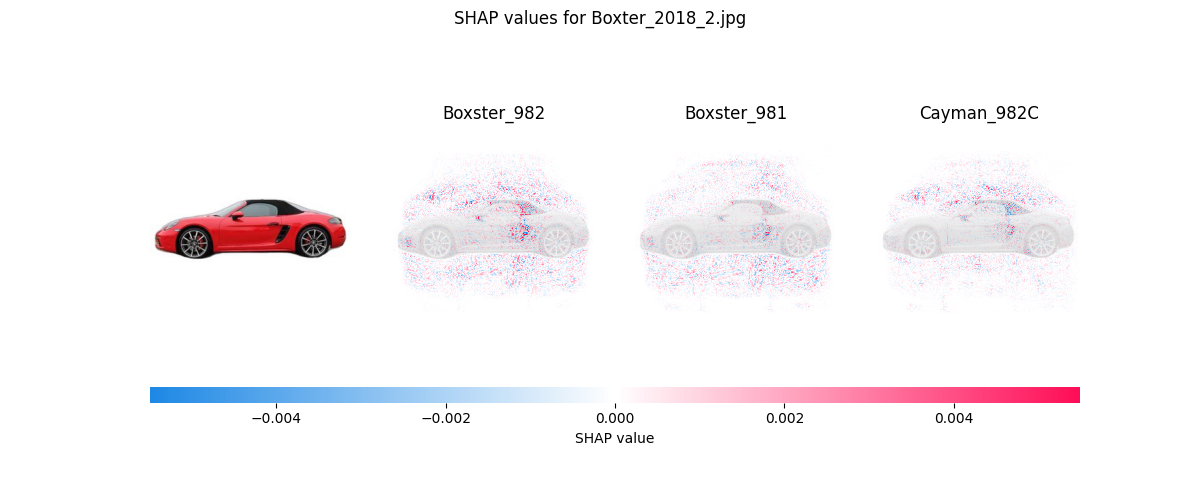 SHAP values for Boxter_2018_2.jpg
Boxster_982
Boxster_981
Cayman_982C
−0.004
−0.002
0.000
0.002
0.004
SHAP value